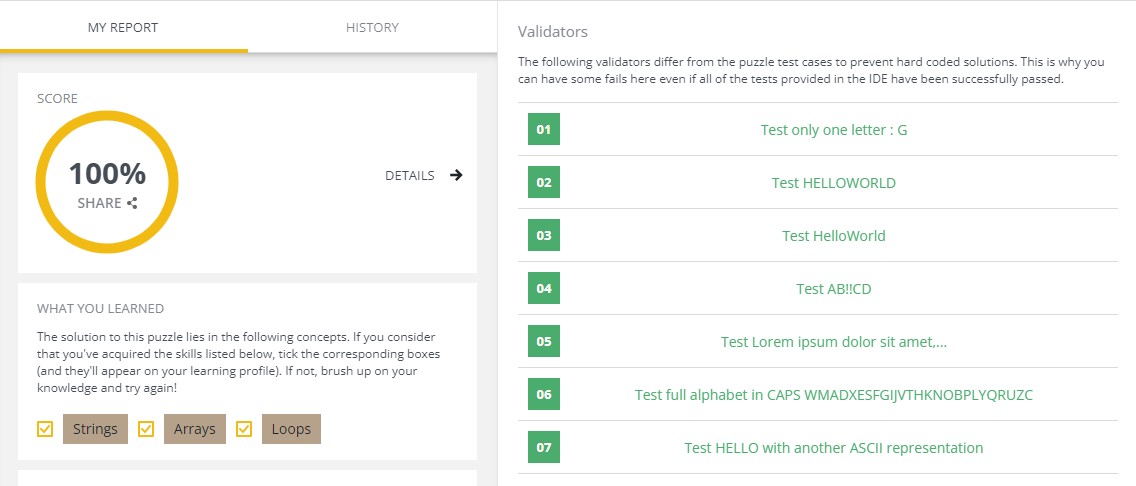 MY REPORT
HISTORY
SCORE
100%
SHARE
DETAILS
WHAT YOU LEARNED
The solution to this puzzle lies in the following concepts. If you consider
that you've acquired the skills listed below, tick the corresponding boxes
(and they'll appear on your learning profile). If not, brush up on your
knowledge and try again!
Strings
Arrays
Loops
Validators
The following validators differ from the puzzle test cases to prevent hard coded solutions. This is why you
can have some fails here even if all of the tests provided in the IDE have been successfully passed.
01 Test only one letter : G
02 Test HELLOWORLD
03 Test HelloWorld
04 Test AB!!CD
05 Test Lorem ipsum dolor sit amet,...
06 Test full alphabet in CAPS WMADXESFGIJVTHKNOBPLYQRUZC
07 Test HELLO with another ASCII representation